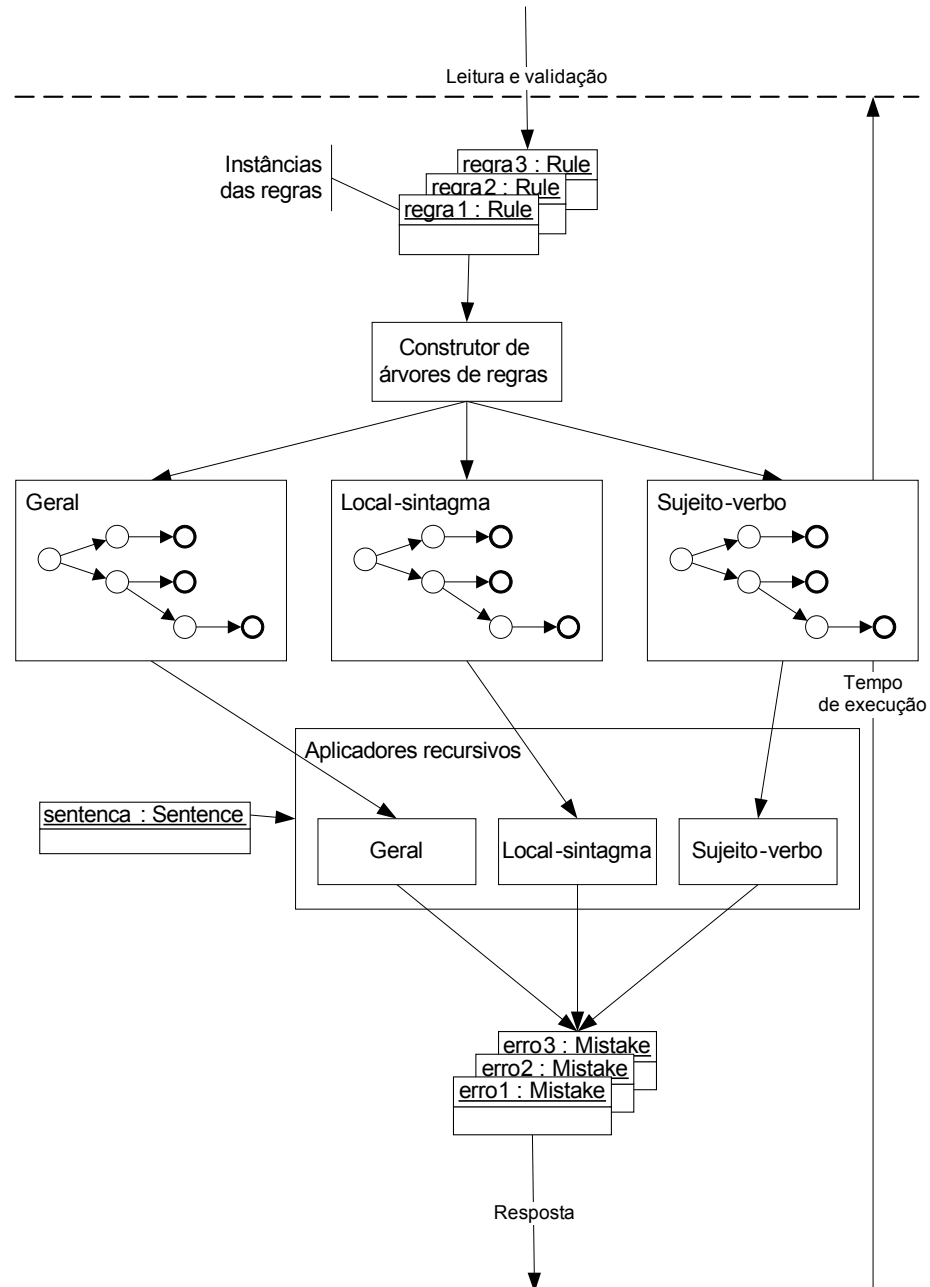 Leitura e validação
Instâncias
das regras
regra3 : Rule
regra2 : Rule
regra1 : Rule
Construtor de
árvores de regras
Geral
Local-sintagma
Sujeito-verbo
Tempo
de execução
Aplicadores recursivos
sentenca : Sentence
Geral
Local-sintagma
Sujeito-verbo
erro3 : Mistake
erro2 : Mistake
erro1 : Mistake
Resposta